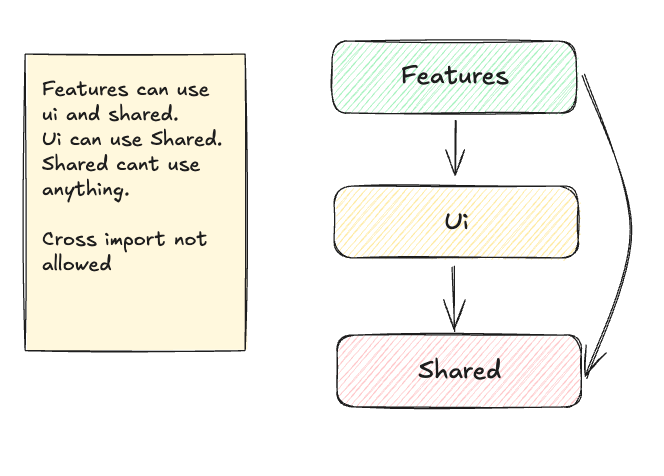 Features can use
ui and shared.
Ui can use Shared.
Shared cant use
anything.
Cross import not
allowed
Features
Ui
Shared